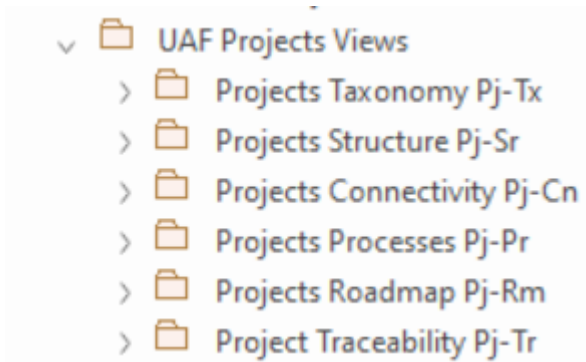 UAF Projects Views
Projects Taxonomy Pj-Tx
Projects Structure Pj-Sr
Projects Connectivity Pj-Cn
Projects Processes Pj-Pr
Projects Roadmap Pj-Rm
Project Traceability Pj-Tr